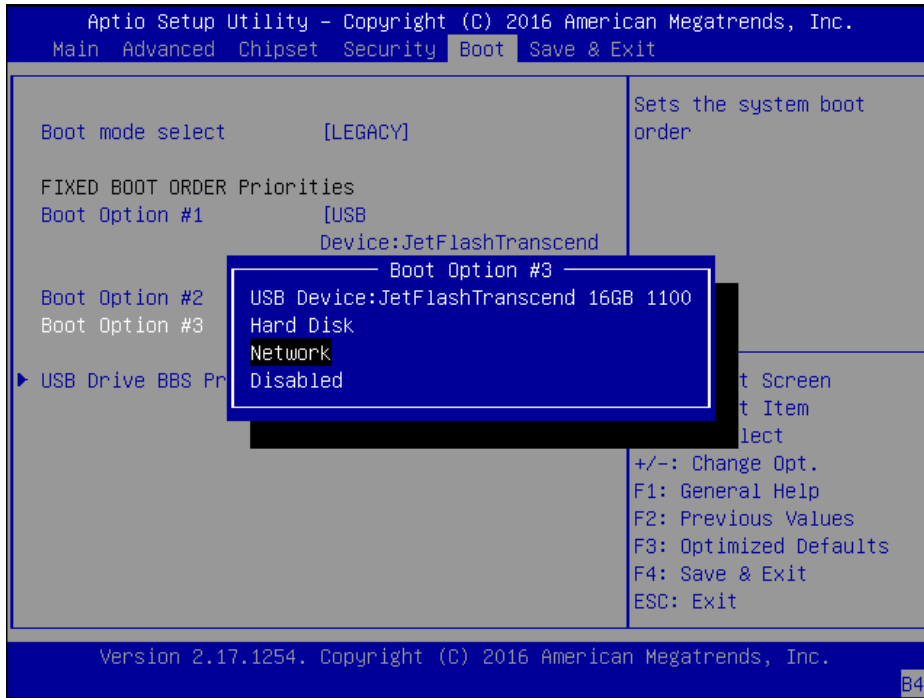 Aptio Setup Utility – Copyright (C) 2016 American Megatrends, Inc.
Main Advanced Chipset Security Boot Save & Exit
Boot mode select [LEGACY]
FIXED BOOT ORDER Priorities
Boot Option #1 [USB
Device:JetFlashTranscend
Boot Option #2
Boot Option #3
USB Drive BBS Pr
Boot Option #3
USB Device:JetFlashTranscend 16GB 1100
Hard Disk
Network
Disabled
Sets the system boot
order
t Screen
t Item
lect
+/-: Change Opt.
F1: General Help
F2: Previous Values
F3: Optimized Defaults
F4: Save & Exit
ESC: Exit
Version 2.17.1254. Copyright (C) 2016 American Megatrends, Inc.
B4